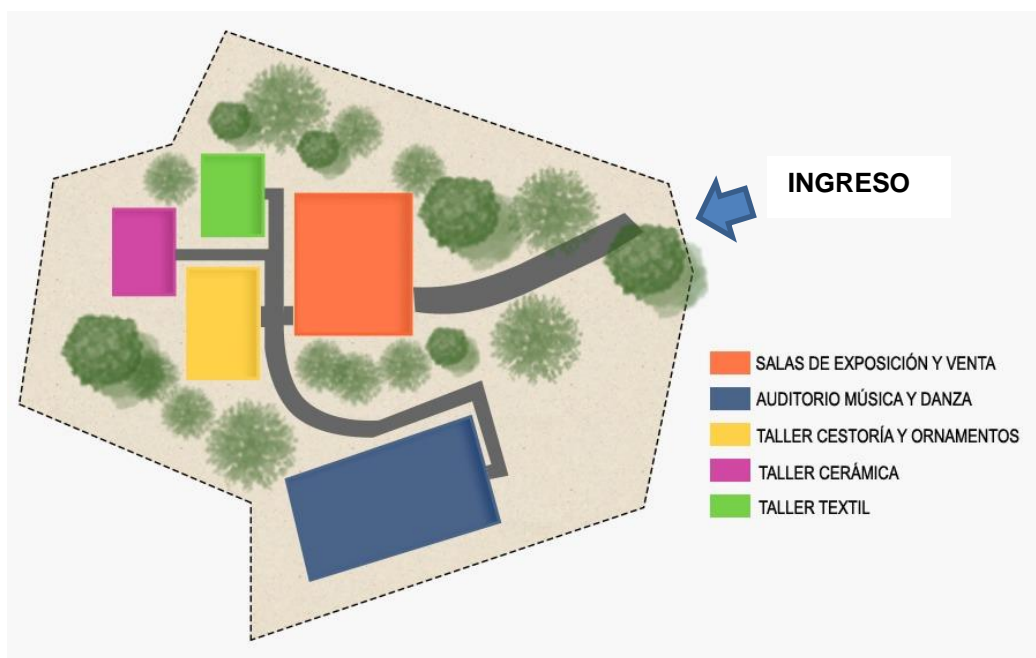 INGRESO
SALAS DE EXPOSICIÓN Y VENTA
AUDITORIO MÚSICA Y DANZA
TALLER CESTORÍA Y ORNAMENTOS
TALLER CERÁMICA
TALLER TEXTIL